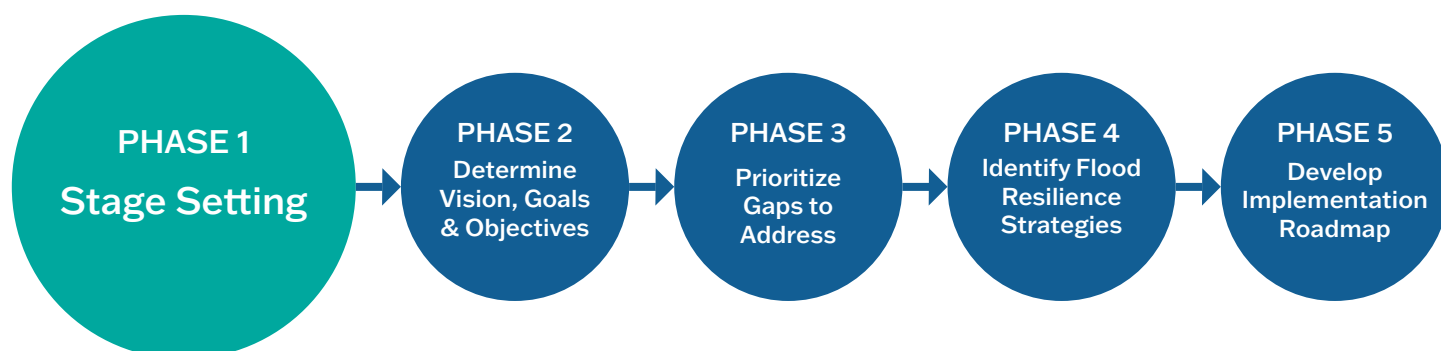 PHASE 1
Stage Setting
PHASE 2
Determine
Vision, Goals
& Objectives
PHASE 3
Prioritize
Gaps to
Address
PHASE 4
Identify Flood
Resilience
Strategies
PHASE 5
Develop
Implementation
Roadmap